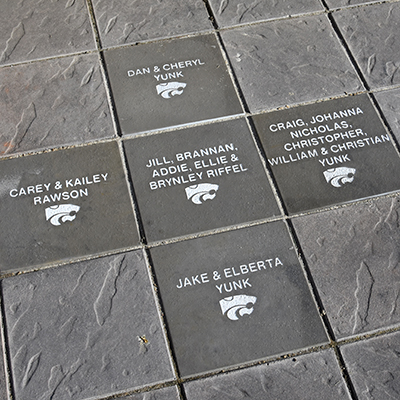 DAN & CHERYL
YUNK
CRAIG, JOHANNA
NICHOLAS,
CHRISTOPHER,
WILLIAM & CHRISTIAN
YUNK
JILL, BRANNAN,
ADDIE, ELLIE &
BRYNLEY RIFFEL
CAREY & KAILEY
RAWSON
JAKE & ELBERTA
YUNK